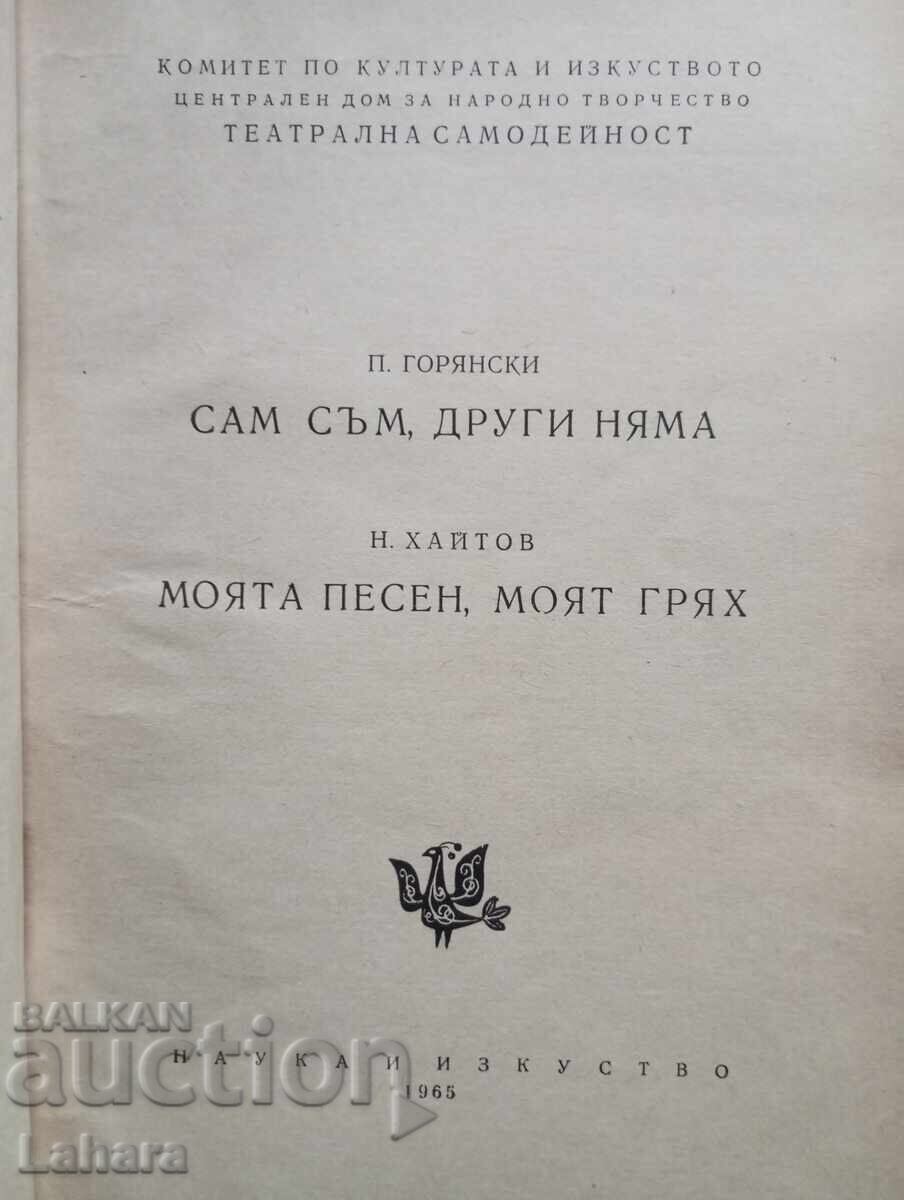 КОМИТЕТ ПО КУЛТУРАТА И ИЗКУСТВОТО
ЦЕНТРАЛЕН ДОМ ЗА НАРОДНО ТВОРЧЕСТВО
ТЕАТРАЛНА САМОДЕЙНОСТ
П. ГОРЯНСКИ
САМ СЪМ, ДРУГИ НЯМА
Н. ХАЙТОВ
МОЯТА ПЕСЕН, МОЯТ ГРЯХ
НАУКА И ИЗКУСТВО
1965
BALKAN
auction
Lahara